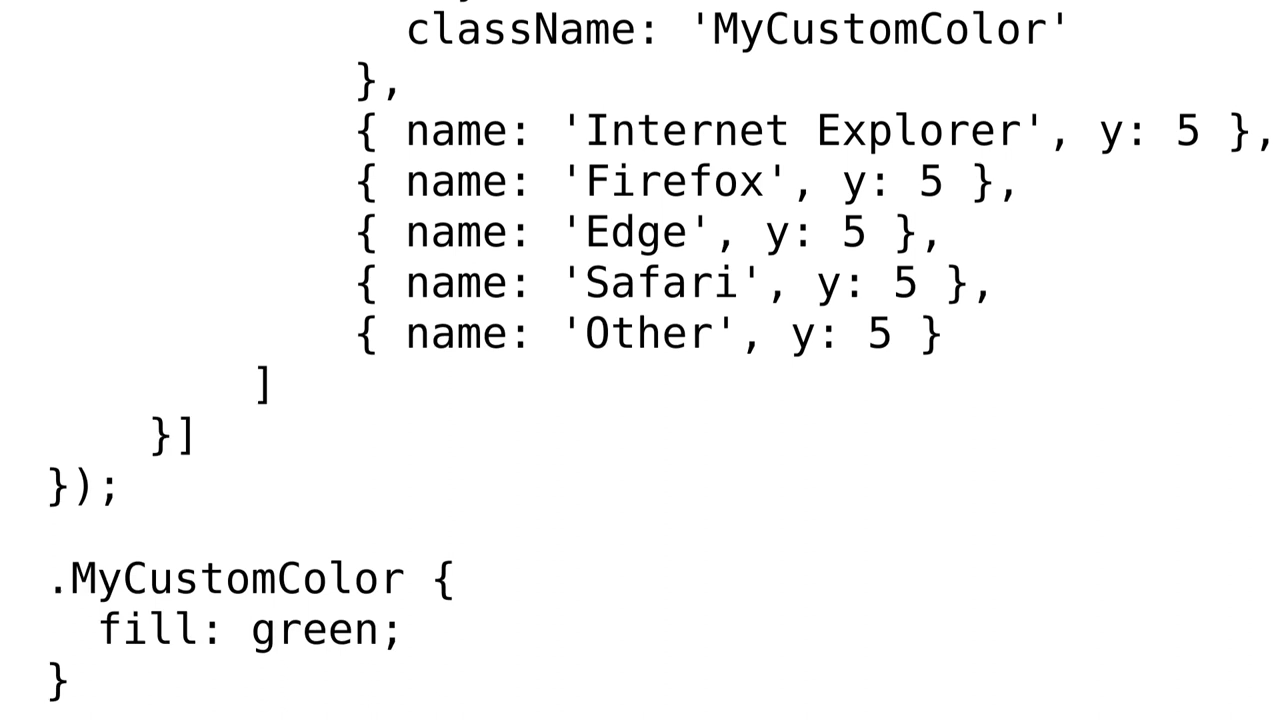 className: 'MyCustomColor'
},
{ name: 'Internet Explorer', y: 5 },
{ name: 'Firefox', y: 5 },
{ name: 'Edge', y: 5 },
{ name: 'Safari', y: 5 },
{ name: 'Other', y: 5 }
]
}]
});
.MyCustomColor {
fill: green;
}